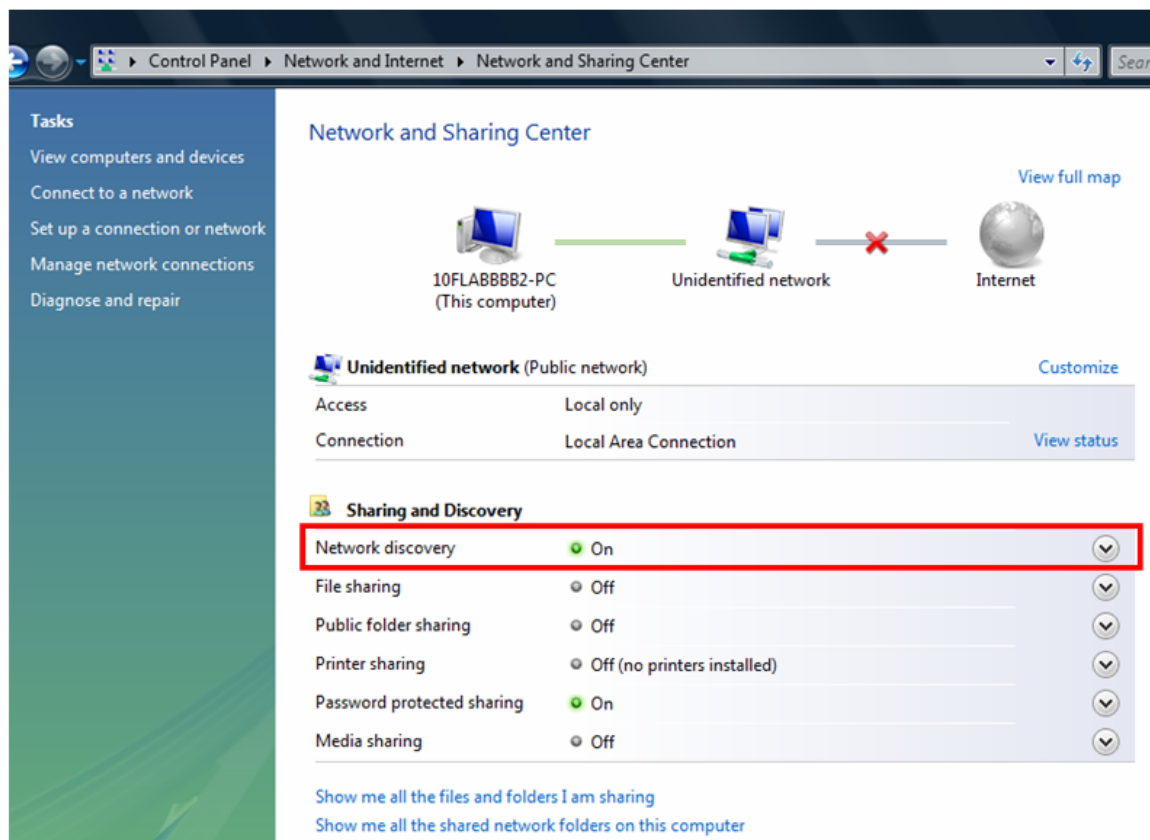 Control Panel Network and Internet Network and Sharing Center
Tasks
View computers and devices
Connect to a network
Set up a connection or network
Manage network connections
Diagnose and repair
Network and Sharing Center
View full map
10FLABBBB2-PC
(This computer)
Unidentified network
Internet
Unidentified network (Public network) Customize
Access Local only
Connection Local Area Connection View status
Sharing and Discovery
Network discovery On
File sharing Off
Public folder sharing Off
Printer sharing Off (no printers installed)
Password protected sharing On
Media sharing Off
Show me all the files and folders I am sharing
Show me all the shared network folders on this computer